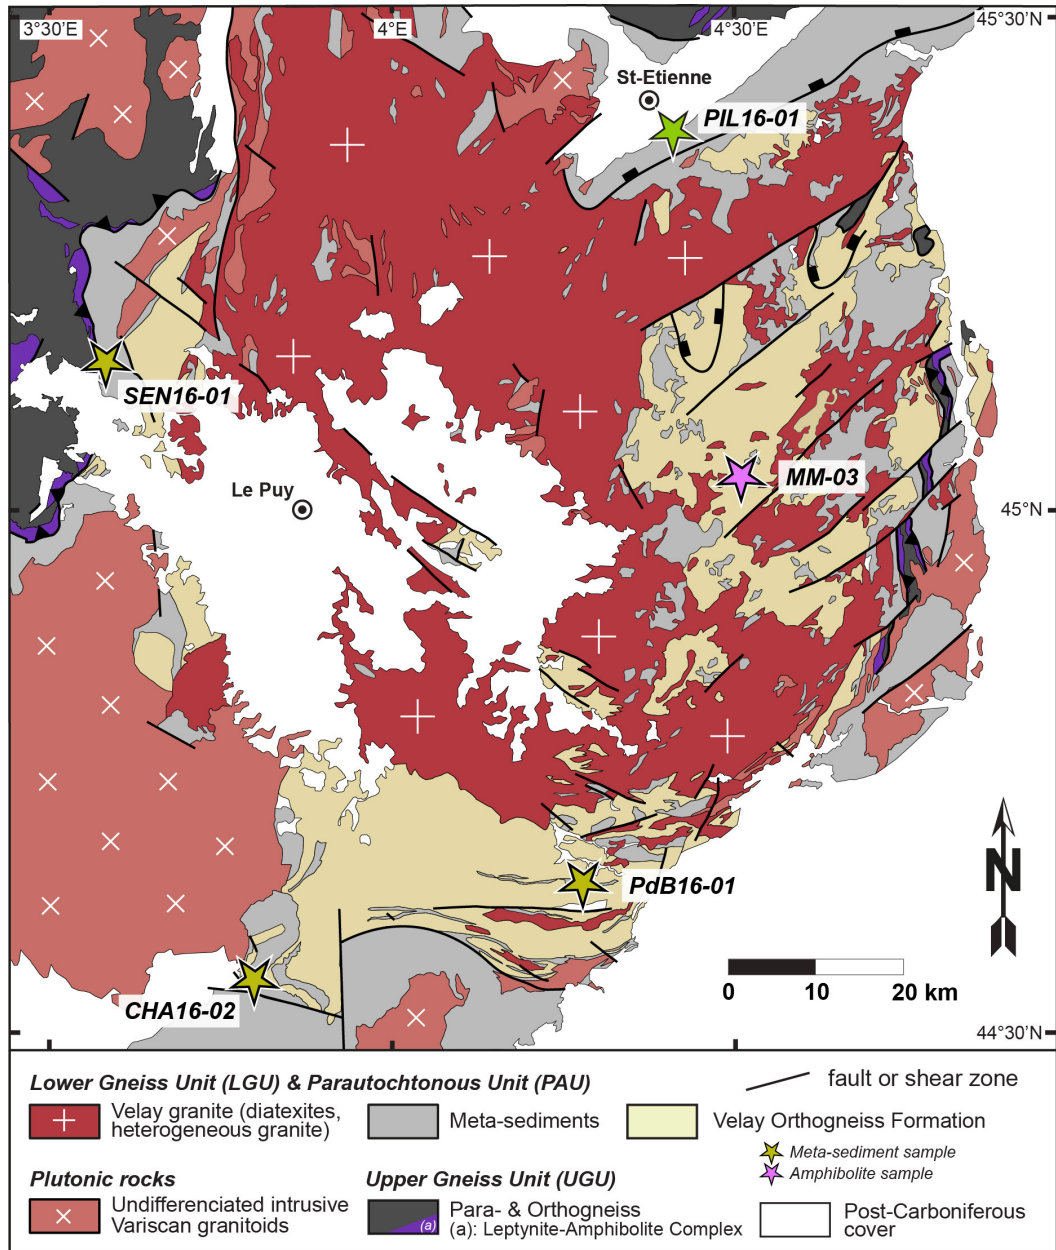 3°30'E
4°E
4°30'E
45°30'N
St-Etienne
PIL16-01
SEN16-01
MM-03
Le Puy
45°N
PdB16-01
N
CHA16-02
0 10 20 km
44°30'N
Lower Gneiss Unit (LGU) & Parautochtonous Unit (PAU)
fault or shear zone
Velay granite (diatexites,
heterogeneous granite)
Meta-sediments
Velay Orthogneiss Formation
Meta-sediment sample
Amphibolite sample
Plutonic rocks
Upper Gneiss Unit (UGU)
Undifferenciated intrusive
Variscan granitoids
(a)
Para- & Orthogneiss
(a): Leptynite-Amphibolite Complex
Post-Carboniferous
cover